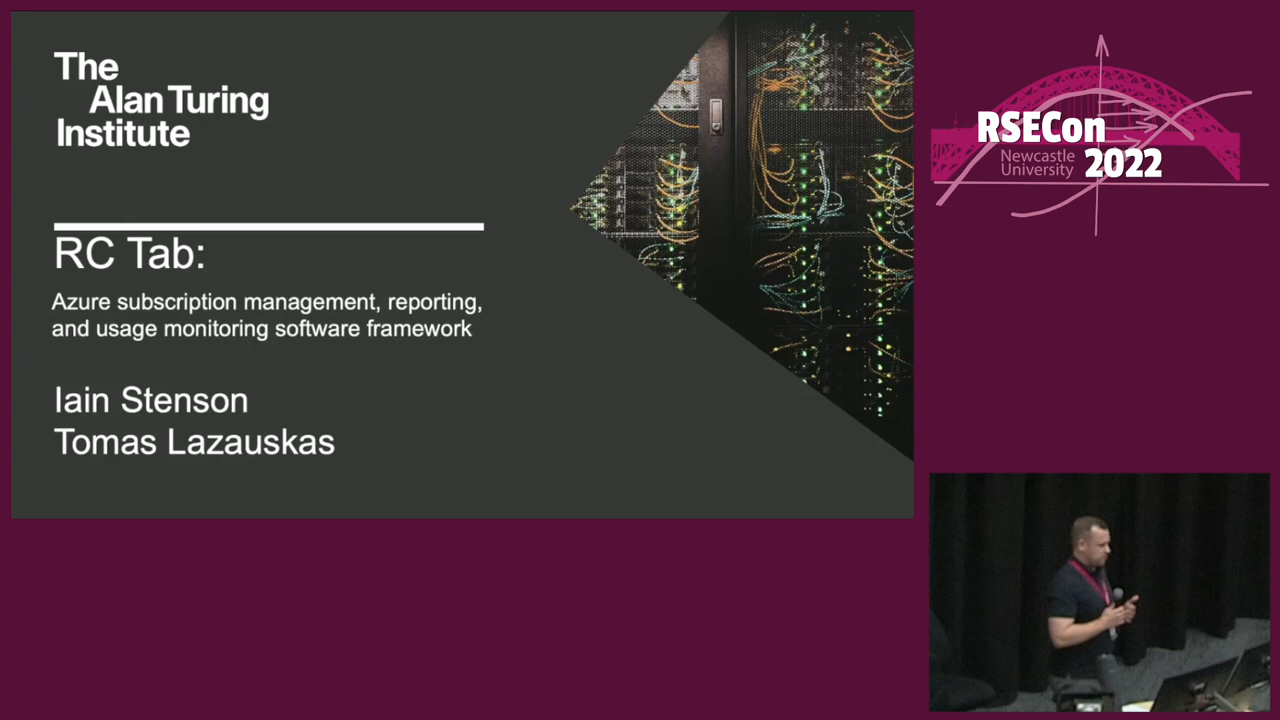 The
Alan Turing
Institute
RC Tab:
Azure subscription management, reporting,
and usage monitoring software framework
Iain Stenson
Tomas Lazauskas
RSECon
Newcastle
University
2022